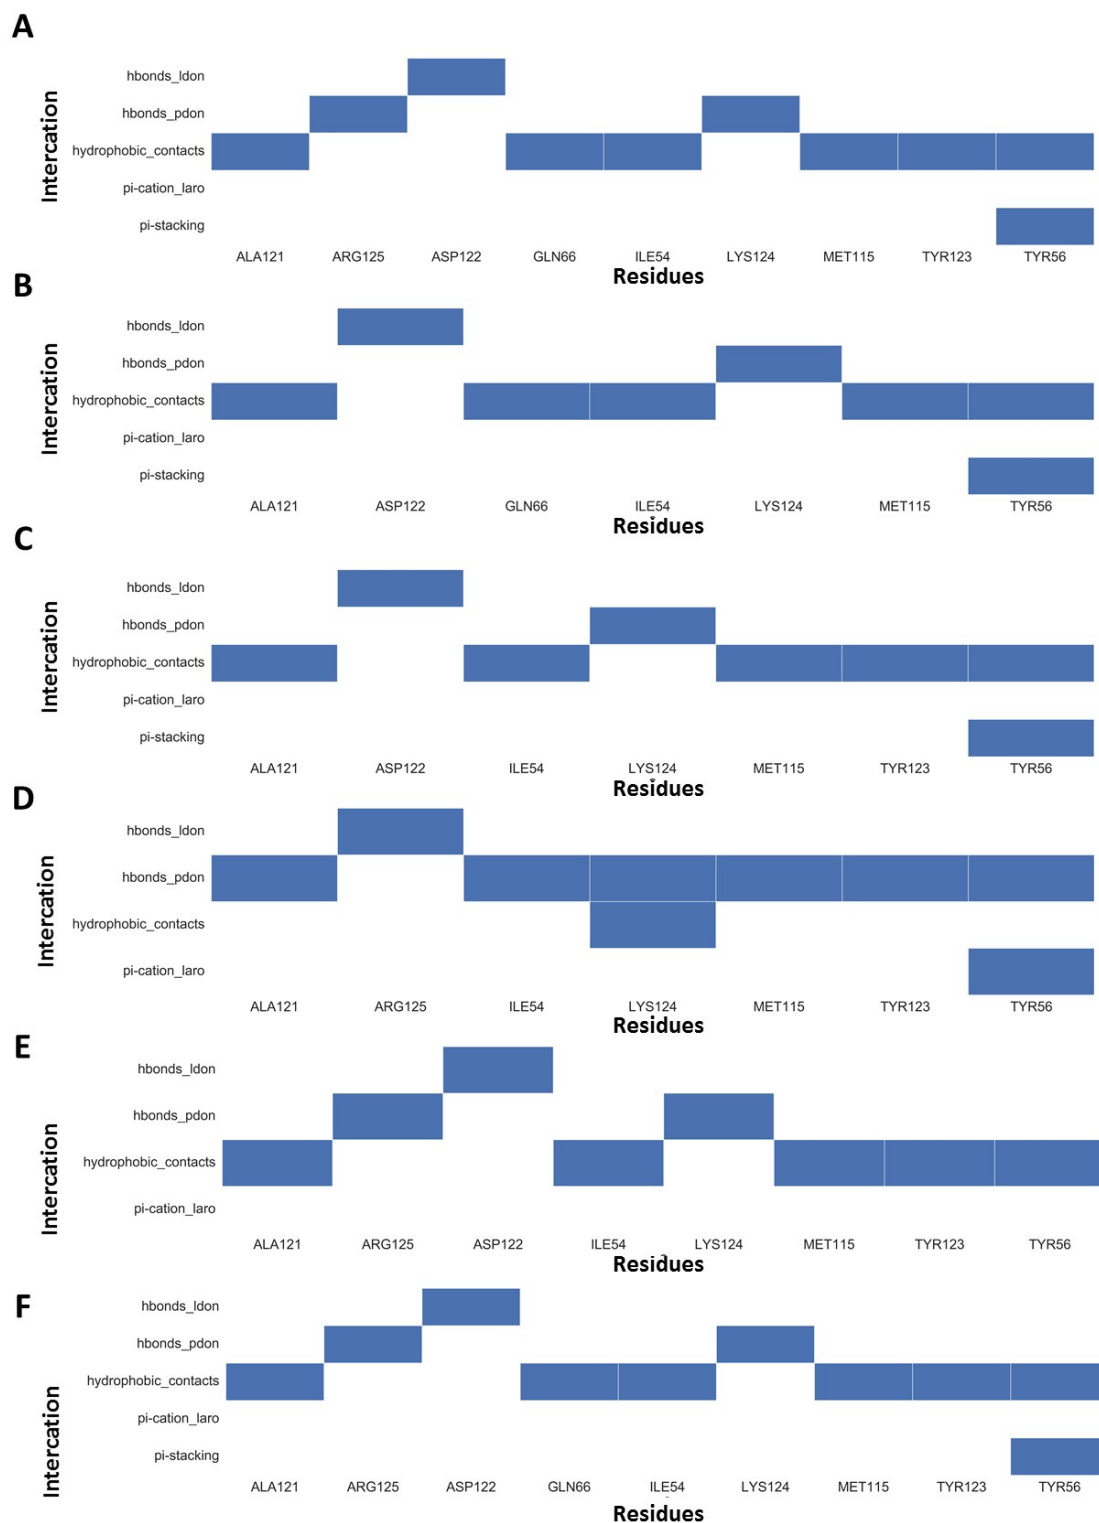 A
Intercation
hbonds_ldon
hbonds_pdon
hydrophobic_contacts
pi-cation_laro
pi-stacking
ALA121 ARG125 ASP122 GLN66 ILE54 LYS124 MET115 TYR123 TYR56
Residues
B
Intercation
hbonds_ldon
hbonds_pdon
hydrophobic_contacts
pi-cation_laro
pi-stacking
ALA121 ASP122 GLN66 ILE54 LYS124 MET115 TYR56
Residues
C
Intercation
hbonds_ldon
hbonds_pdon
hydrophobic_contacts
pi-cation_laro
pi-stacking
ALA121 ASP122 ILE54 LYS124 MET115 TYR123 TYR56
Residues
D
Intercation
hbonds_ldon
hbonds_pdon
hydrophobic_contacts
pi-cation_laro
ALA121 ARG125 ILE54 LYS124 MET115 TYR123 TYR56
Residues
E
Intercation
hbonds_ldon
hbonds_pdon
hydrophobic_contacts
pi-cation_laro
ALA121 ARG125 ASP122 ILE54 LYS124 MET115 TYR123 TYR56
Residues
F
Intercation
hbonds_ldon
hbonds_pdon
hydrophobic_contacts
pi-cation_laro
pi-stacking
ALA121 ARG125 ASP122 GLN66 ILE54 LYS124 MET115 TYR123 TYR56
Residues